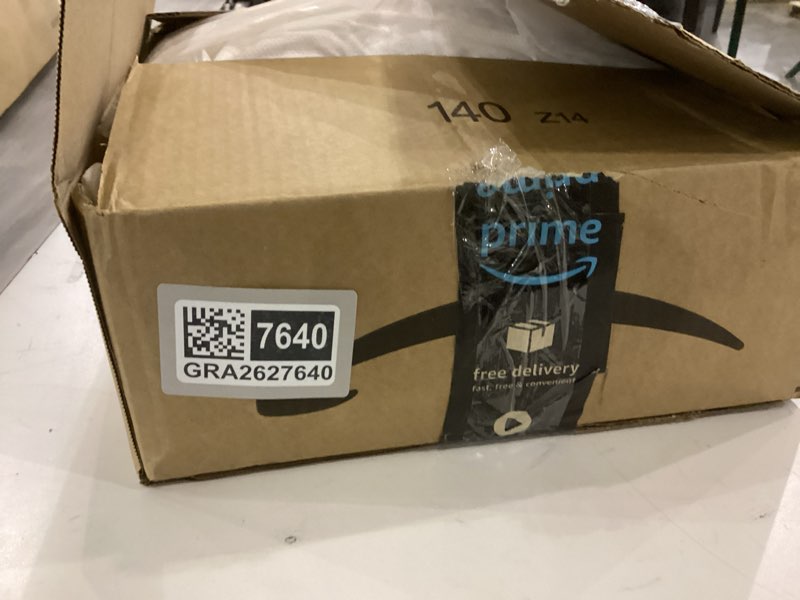 140 Z14
prime
7640
GRA2627640
free delivery
fast, free & convenient